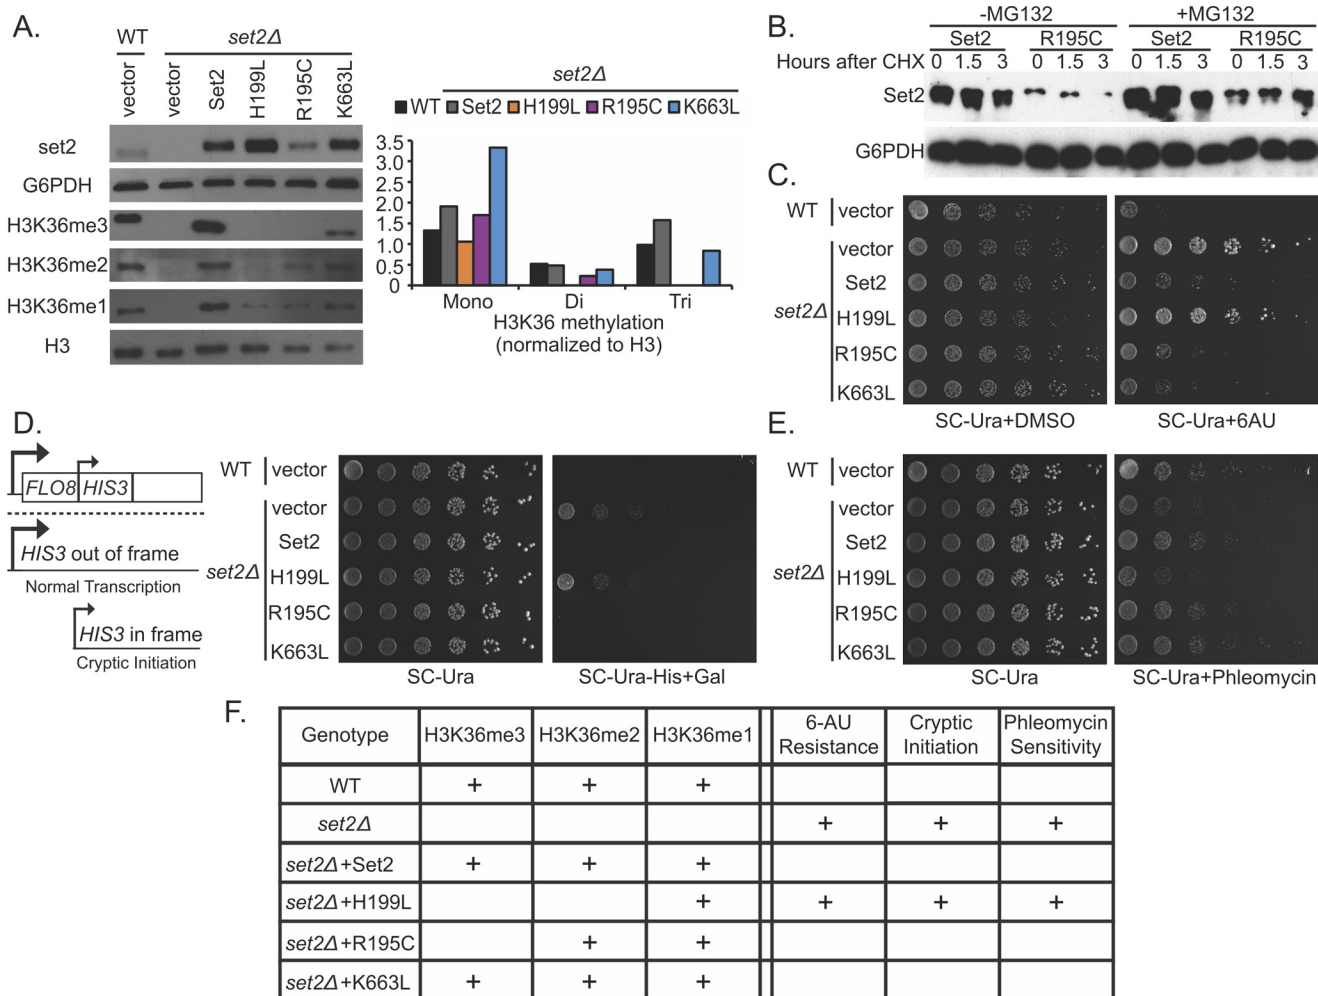 A.
WT set2Δ
vector vector Set2 H199L R195C K663L
set2
G6PDH
H3K36me3
H3K36me2
H3K36me1
H3
set2Δ
WT Set2 H199L R195C K663L
3.5
3.0
2.5
2.0
1.5
1.0
0.5
0
Mono Di Tri
H3K36 methylation
(normalized to H3)
B.
-MG132 +MG132
Set2 R195C Set2 R195C
Hours after CHX 0 1.5 3 0 1.5 3 0 1.5 3 0 1.5 3
Set2
G6PDH
C.
WT vector
vector
Set2
set2Δ
H199L
R195C
K663L
SC-Ura+DMSO SC-Ura+6AU
D.
FLO8 HIS3
HIS3 out of frame
Normal Transcription
HIS3 in frame
Cryptic Initiation
WT vector
vector
Set2
set2Δ
H199L
R195C
K663L
SC-Ura SC-Ura-His+Gal
E.
WT vector
vector
Set2
set2Δ
H199L
R195C
K663L
SC-Ura SC-Ura+Phleomycin
F.
Genotype H3K36me3 H3K36me2 H3K36me1 6-AU Resistance Cryptic Initiation Phleomycin Sensitivity
WT + + +
set2Δ + + +
set2Δ+Set2 + + +
set2Δ+H199L + + + +
set2Δ+R195C + +
set2Δ+K663L + + +